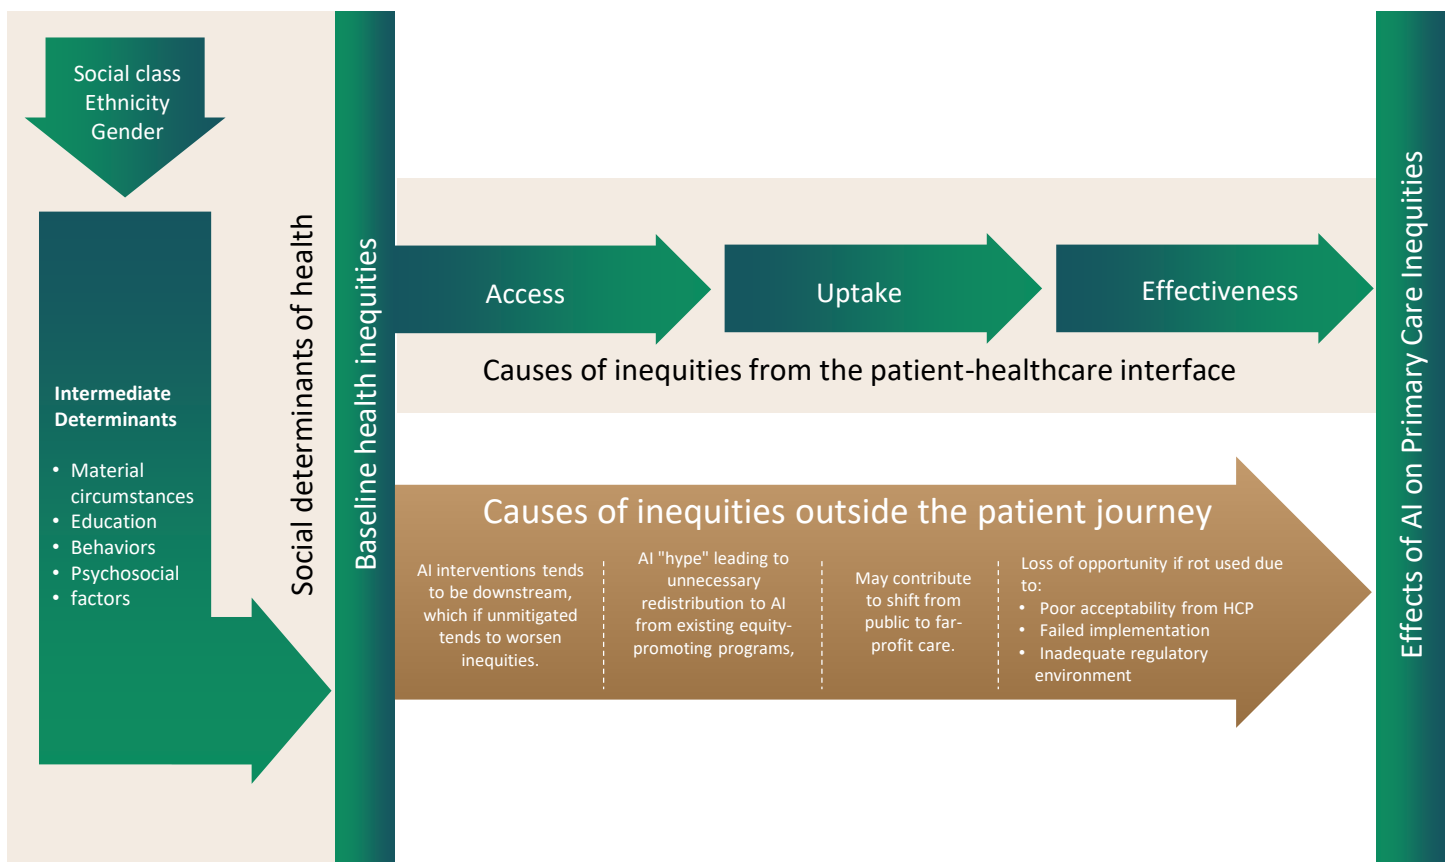 Social class
Ethnicity
Gender
Intermediate
Determinants
• Material
circumstances
• Education
• Behaviors
• Psychosocial
• factors
Social determinants of health
Baseline health inequities
Access
Uptake
Effectiveness
Causes of inequities from the patient-healthcare interface
Causes of inequities outside the patient journey
AI interventions tends
to be downstream,
which if unmitigated
tends to worsen
inequities.
AI "hype" leading to
unnecessary
redistribution to AI
from existing equity-
promoting programs,
May contribute
to shift from
public to far-
profit care.
Loss of opportunity if rot used due
to:
• Poor acceptability from HCP
• Failed implementation
• Inadequate regulatory
environment
Effects of AI on Primary Care Inequities